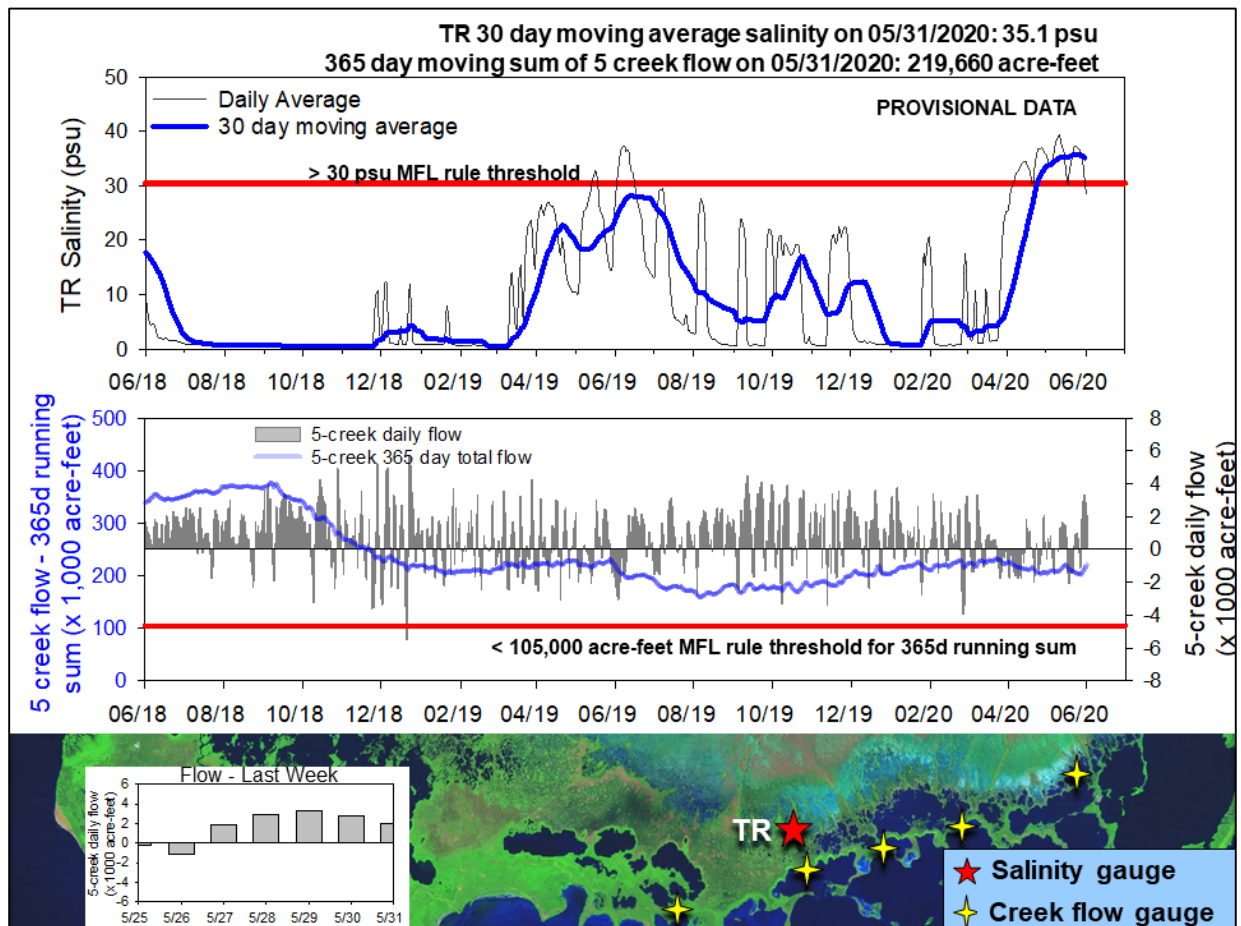 TR 30 day moving average salinity on 05/31/2020: 35.1 psu
365 day moving sum of 5 creek flow on 05/31/2020: 219,660 acre-feet
50
40
30
20
10
0
TR Salinity (psu)
Daily Average
30 day moving average
PROVISIONAL DATA
> 30 psu MFL rule threshold
06/18 08/18 10/18 12/18 02/19 04/19 06/19 08/19 10/19 12/19 02/20 04/20 06/20
500
400
300
200
100
0
5 creek flow - 365d running
sum (x 1,000 acre-feet)
5-creek daily flow
5-creek 365 day total flow
8
6
4
2
0
-2
-4
-6
-8
5-creek daily flow
(x 1000 acre-feet)
< 105,000 acre-feet MFL rule threshold for 365d running sum
06/18 08/18 10/18 12/18 02/19 04/19 06/19 08/19 10/19 12/19 02/20 04/20 06/20
Flow - Last Week
6
4
2
0
-2
-4
-6
5-creek daily flow
(x 1000 acre-feet)
5/25 5/26 5/27 5/28 5/29 5/30 5/31
TR
Salinity gauge
Creek flow gauge